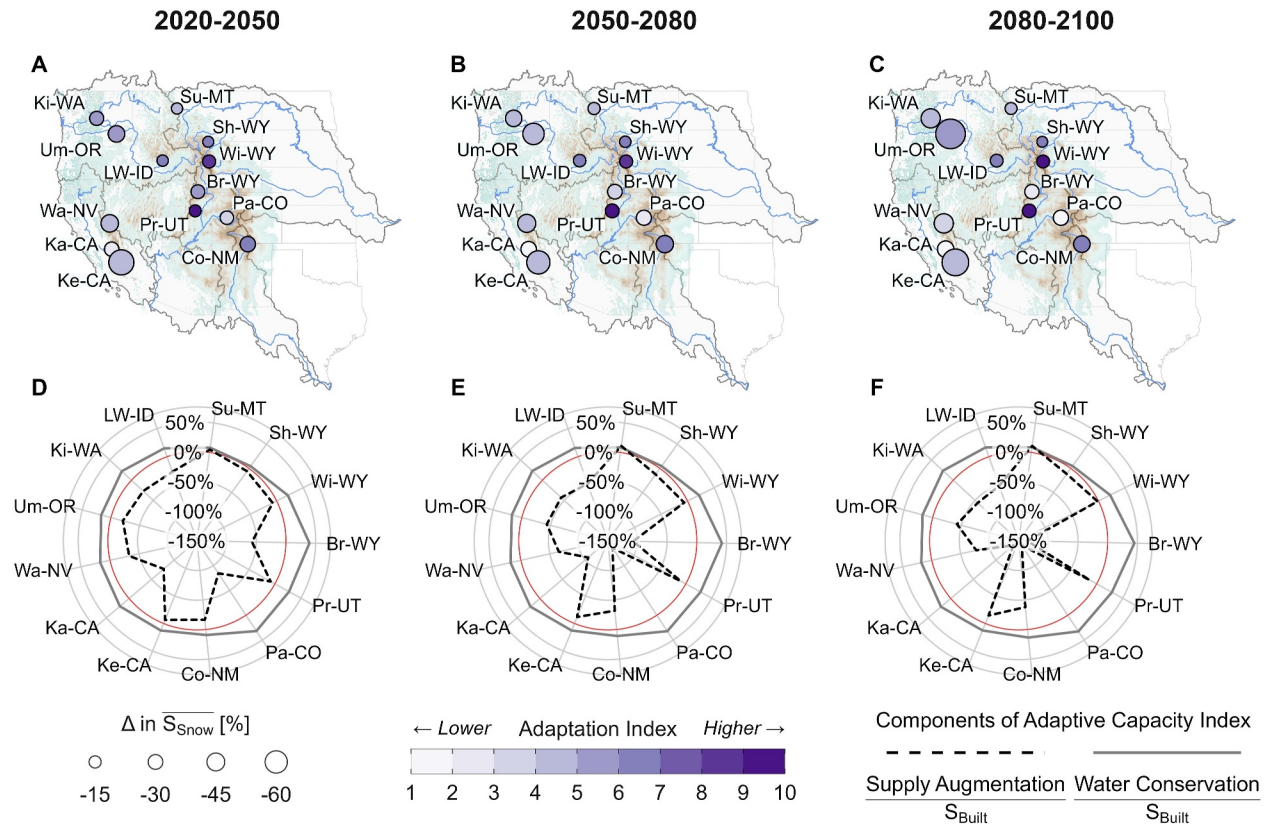 2020-2050
2050-2080
2080-2100
A
Ki-WA
Su-MT
Um-OR
Sh-WY
Wi-WY
LW-ID
Br-WY
Wa-NV
Pa-CO
Pr-UT
Ka-CA
Co-NM
Ke-CA
B
Ki-WA
Su-MT
Um-OR
Sh-WY
Wi-WY
LW-ID
Br-WY
Wa-NV
Pa-CO
Pr-UT
Ka-CA
Co-NM
Ke-CA
C
Ki-WA
Su-MT
Um-OR
Sh-WY
Wi-WY
LW-ID
Br-WY
Wa-NV
Pa-CO
Pr-UT
Ka-CA
Co-NM
Ke-CA
D
LW-ID
Su-MT
50%
Sh-WY
Ki-WA
0%
-50%
Wi-WY
Um-OR
-100%
-150%
Br-WY
Wa-NV
Pr-UT
Ka-CA
Pa-CO
Ke-CA
Co-NM
E
LW-ID
Su-MT
50%
Sh-WY
Ki-WA
0%
-50%
Wi-WY
Um-OR
-100%
-150%
Br-WY
Wa-NV
Pr-UT
Ka-CA
Pa-CO
Ke-CA
Co-NM
F
LW-ID
Su-MT
50%
Sh-WY
Ki-WA
0%
-50%
Wi-WY
Um-OR
-100%
-150%
Br-WY
Wa-NV
Pr-UT
Ka-CA
Pa-CO
Ke-CA
Co-NM
Δ in S_Snow [%]
-15 -30 -45 -60
← Lower Adaptation Index Higher →
1 2 3 4 5 6 7 8 9 10
Components of Adaptive Capacity Index
Supply Augmentation Water Conservation
S_Built S_Built